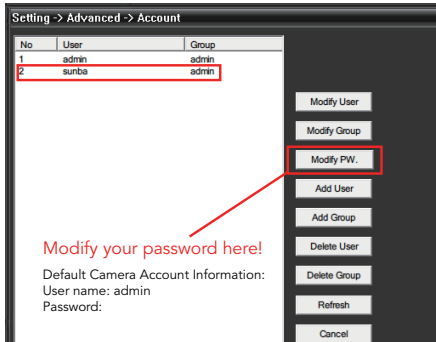 Setting -> Advanced -> Account
No User Group
1 admin admin
2 sunba admin
Modify User
Modify Group
Modify PW.
Add User
Add Group
Modify your password here!
Delete User
Default Camera Account Information:
Delete Group
User name: admin
Password:
Refresh
Cancel